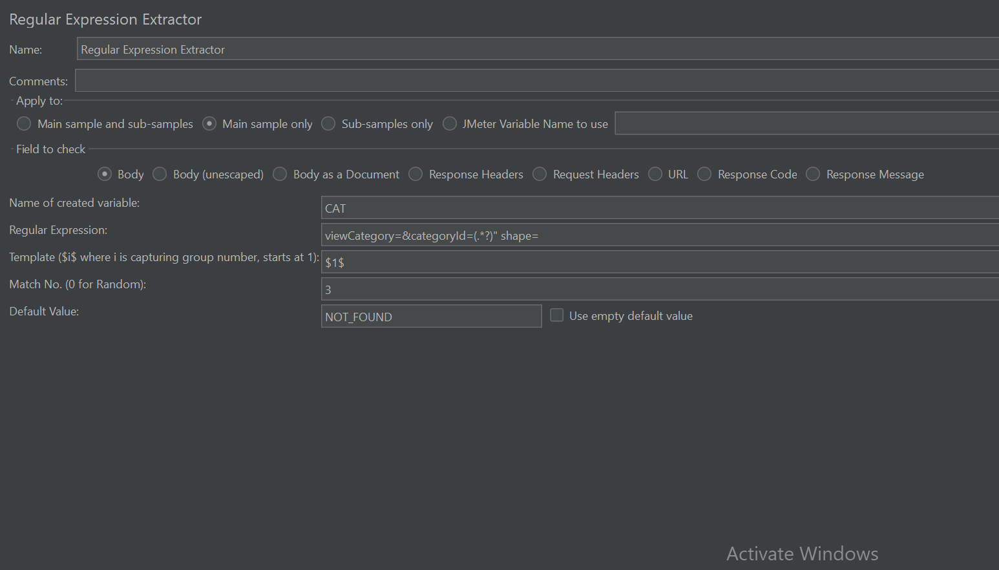 Regular Expression Extractor
Name: Regular Expression Extractor
Comments:
Apply to:
Main sample and sub-samples Main sample only Sub-samples only JMeter Variable Name to use
Field to check
Body Body (unescaped) Body as a Document Response Headers Request Headers URL Response Code Response Message
Name of created variable: CAT
Regular Expression: viewCategory=&categoryId=(.*?)" shape=
Template ($i$ where i is capturing group number, starts at 1): $1$
Match No. (0 for Random): 3
Default Value: NOT_FOUND Use empty default value
Activate Windows